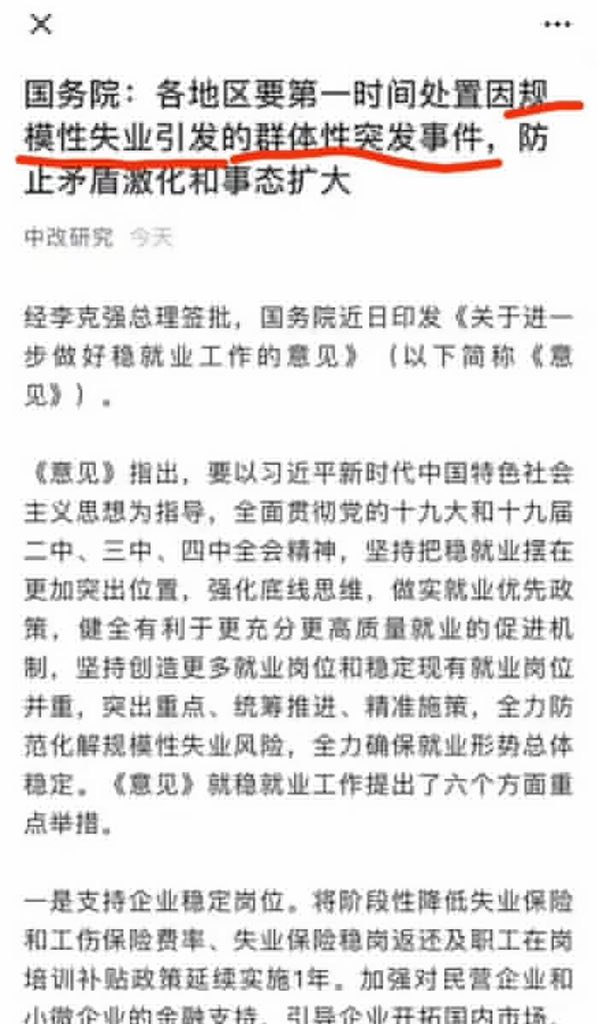 国务院：各地区要第一时间处置因规
模性失业引发的群体性突发事件，防
止矛盾激化和事态扩大
中改研究 今天
经李克强总理签批，国务院近日印发《关于进一
步做好稳就业工作的意见》（以下简称《意
见》）。
《意见》指出，要以习近平新时代中国特色社会
主义思想为指导，全面贯彻党的十九大和十九届
二中、三中、四中全会精神，坚持把稳就业摆在
更加突出位置，强化底线思维，做实就业优先政
策，健全有利于更充分更高质量就业的促进机
制，坚持创造更多就业岗位和稳定现有就业岗位
并重，突出重点、统筹推进、精准施策，全力防
范化解规模性失业风险，全力确保就业形势总体
稳定。《意见》就稳就业工作提出了六个方面重
点举措。
一是支持企业稳定岗位。将阶段性降低失业保险
和工伤保险费率、失业保险稳岗返还及职工在岗
培训补贴政策延续实施1年。加强对民营企业和
小微企业的金融支持，引导企业开拓国内市场，